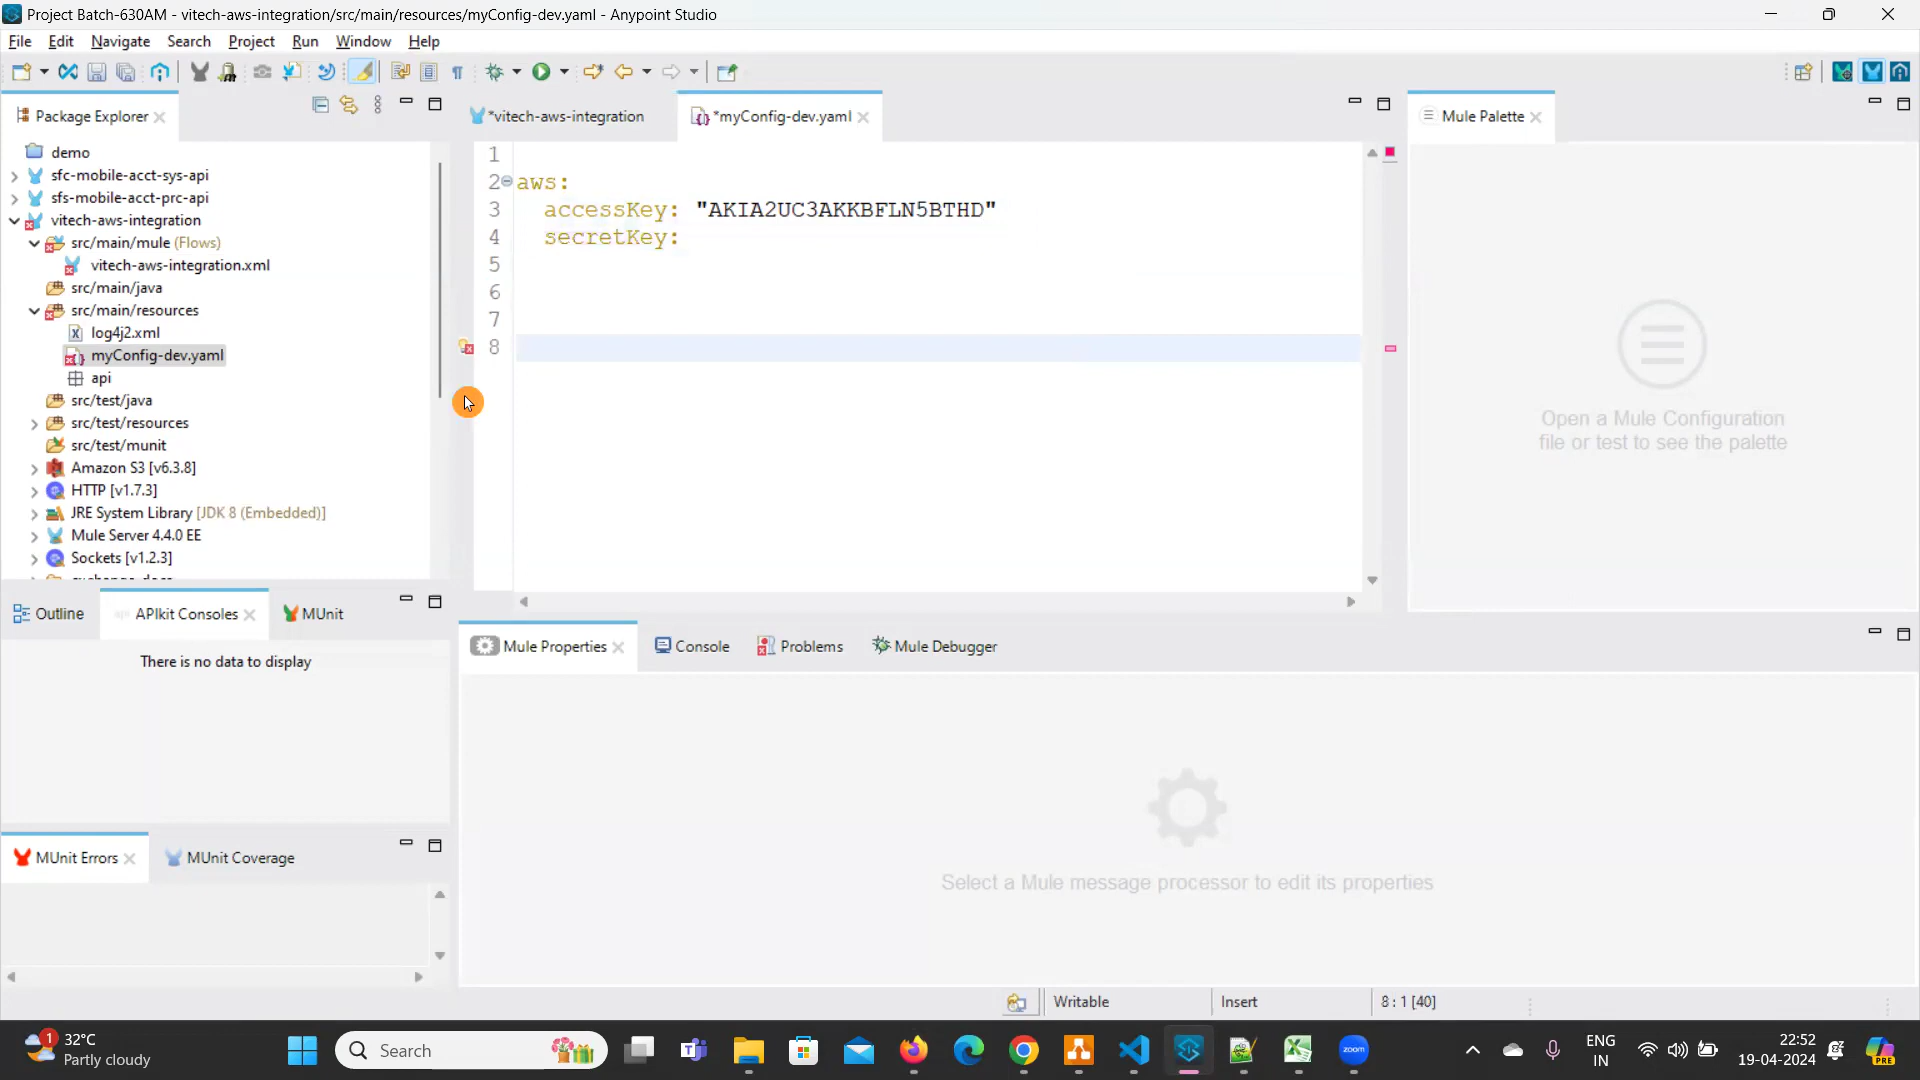 Project Batch-630AM - vitech-aws-integration/src/main/resources/myConfig-dev.yaml - Anypoint Studio
File Edit Navigate Search Project Run Window Help
Package Explorer
*vitech-aws-integration
*myConfig-dev.yaml
Mule Palette
demo
sfc-mobile-acct-sys-api
sfs-mobile-acct-prc-api
vitech-aws-integration
src/main/mule (Flows)
vitech-aws-integration.xml
src/main/java
src/main/resources
log4j2.xml
myConfig-dev.yaml
api
src/test/java
src/test/resources
src/test/munit
Amazon S3 [v6.3.8]
HTTP [v1.7.3]
JRE System Library [JDK 8 (Embedded)]
Mule Server 4.4.0 EE
Sockets [v1.2.3]
1
2 aws:
3 accessKey: "AKIA2UC3AKKBFLN5BTHD"
4 secretKey:
5
6
7
8
Open a Mule Configuration
file or test to see the palette
Outline
APIkit Consoles
MUnit
There is no data to display
MUnit Errors
MUnit Coverage
Mule Properties
Console
Problems
Mule Debugger
Select a Mule message processor to edit its properties
Writable
Insert
8 : 1 [40]
1
32°C
Partly cloudy
Search
zoom
ENG
IN
22:52
19-04-2024
PRE